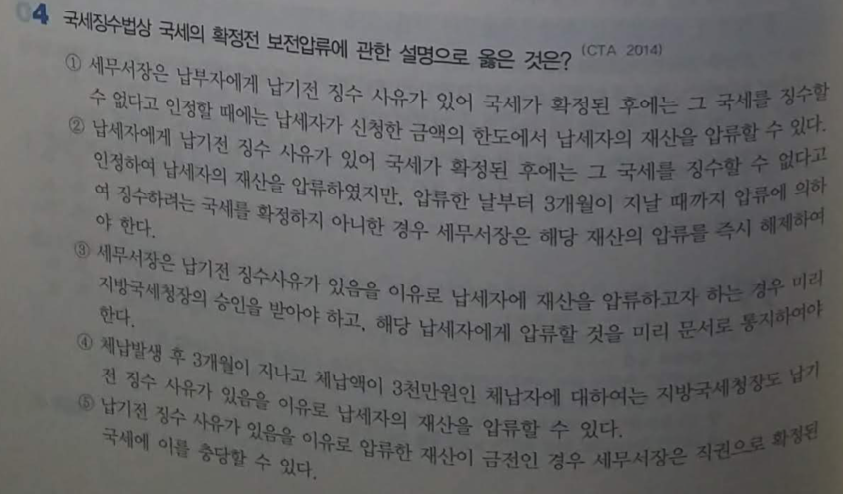 04 국세징수법상 국세의 확정전 보전압류에 관한 설명으로 옳은 것은? (CTA 2014)
① 세무서장은 납부자에게 납기전 징수 사유가 있어 국세가 확정된 후에는 그 국세를 징수할
수 없다고 인정할 때에는 납세자가 신청한 금액의 한도에서 납세자의 재산을 압류할 수 있다.
② 납세자에게 납기전 징수 사유가 있어 국세가 확정된 후에는 그 국세를 징수할 수 없다고
인정하여 납세자의 재산을 압류하였지만, 압류한 날부터 3개월이 지날 때까지 압류에 의하
여 징수하려는 국세를 확정하지 아니한 경우 세무서장은 해당 재산의 압류를 즉시 해제하여
야 한다.
③ 세무서장은 납기전 징수사유가 있음을 이유로 납세자에 재산을 압류하고자 하는 경우 미리
지방국세청장의 승인을 받아야 하고, 해당 납세자에게 압류할 것을 미리 문서로 통지하여야
한다.
④ 체납발생 후 3개월이 지나고 체납액이 3천만원인 체납자에 대하여는 지방국세청장도 납기
전 징수 사유가 있음을 이유로 납세자의 재산을 압류할 수 있다.
⑤ 납기전 징수 사유가 있음을 이유로 압류한 재산이 금전인 경우 세무서장은 직권으로 확정된
국세에 이를 충당할 수 있다.